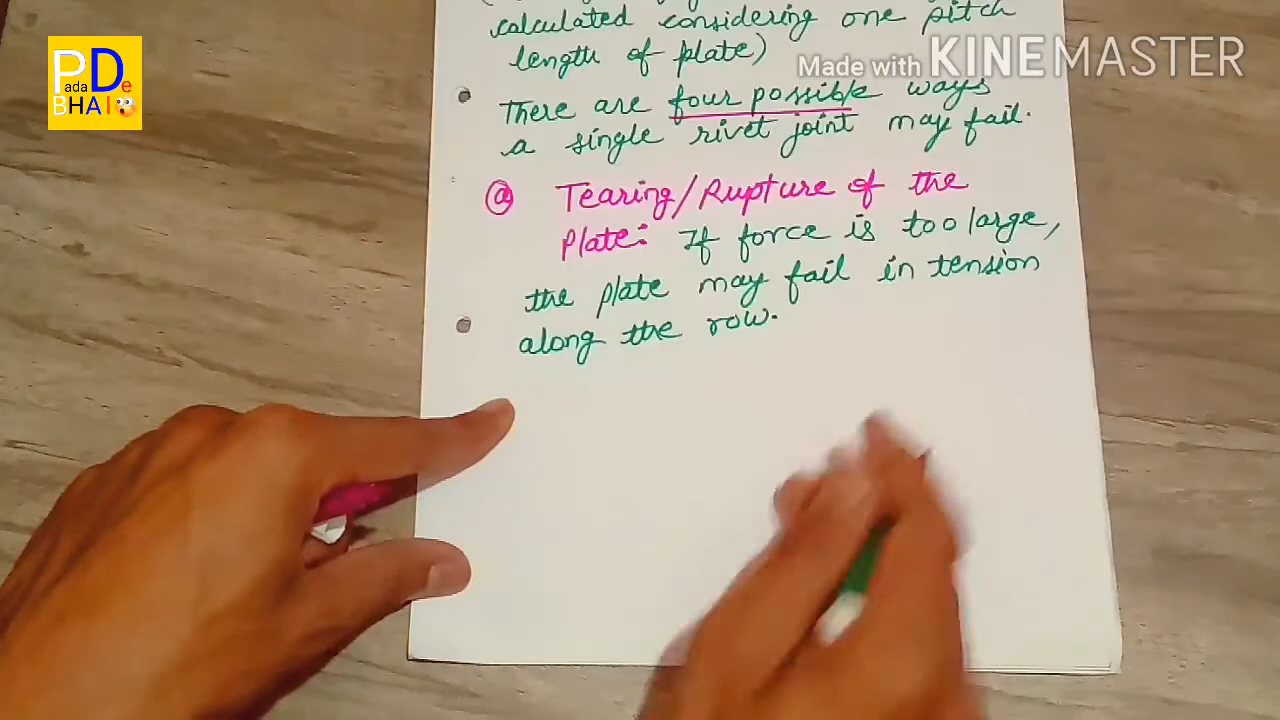 calculated considering one pitch
length of plate)
There are four possible ways
a single rivet joint may fail.
(a) Tearing/Rupture of the
Plate: If force is too large,
the plate may fail in tension
along the row.
PadaDe
BHAI
Made with KINEMASTER